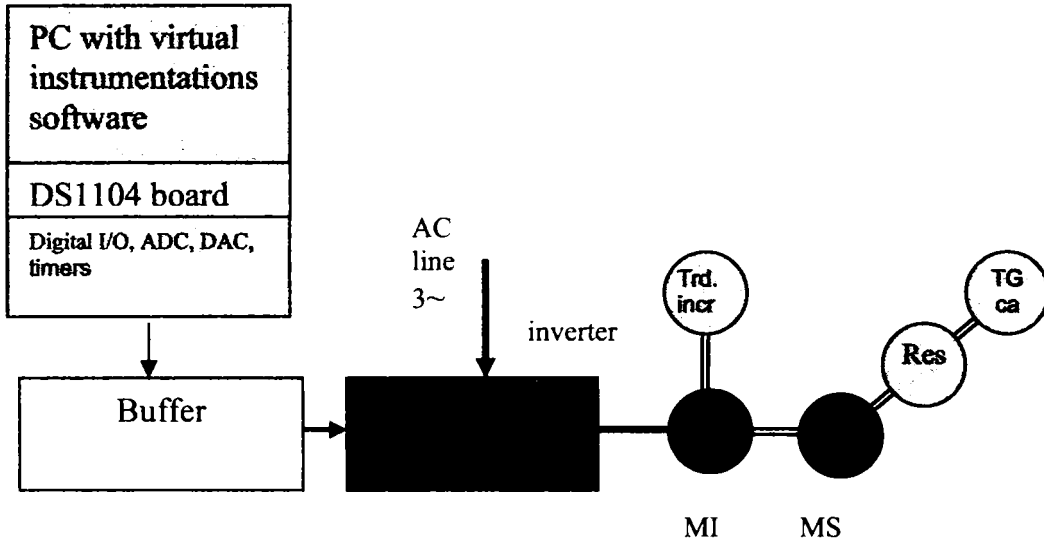 PC with virtual
instrumentations
software
DS1104 board
Digital I/O, ADC, DAC,
timers
AC
line
3~
inverter
Trd.
incr
TG
ca
Res
Buffer
MI
MS